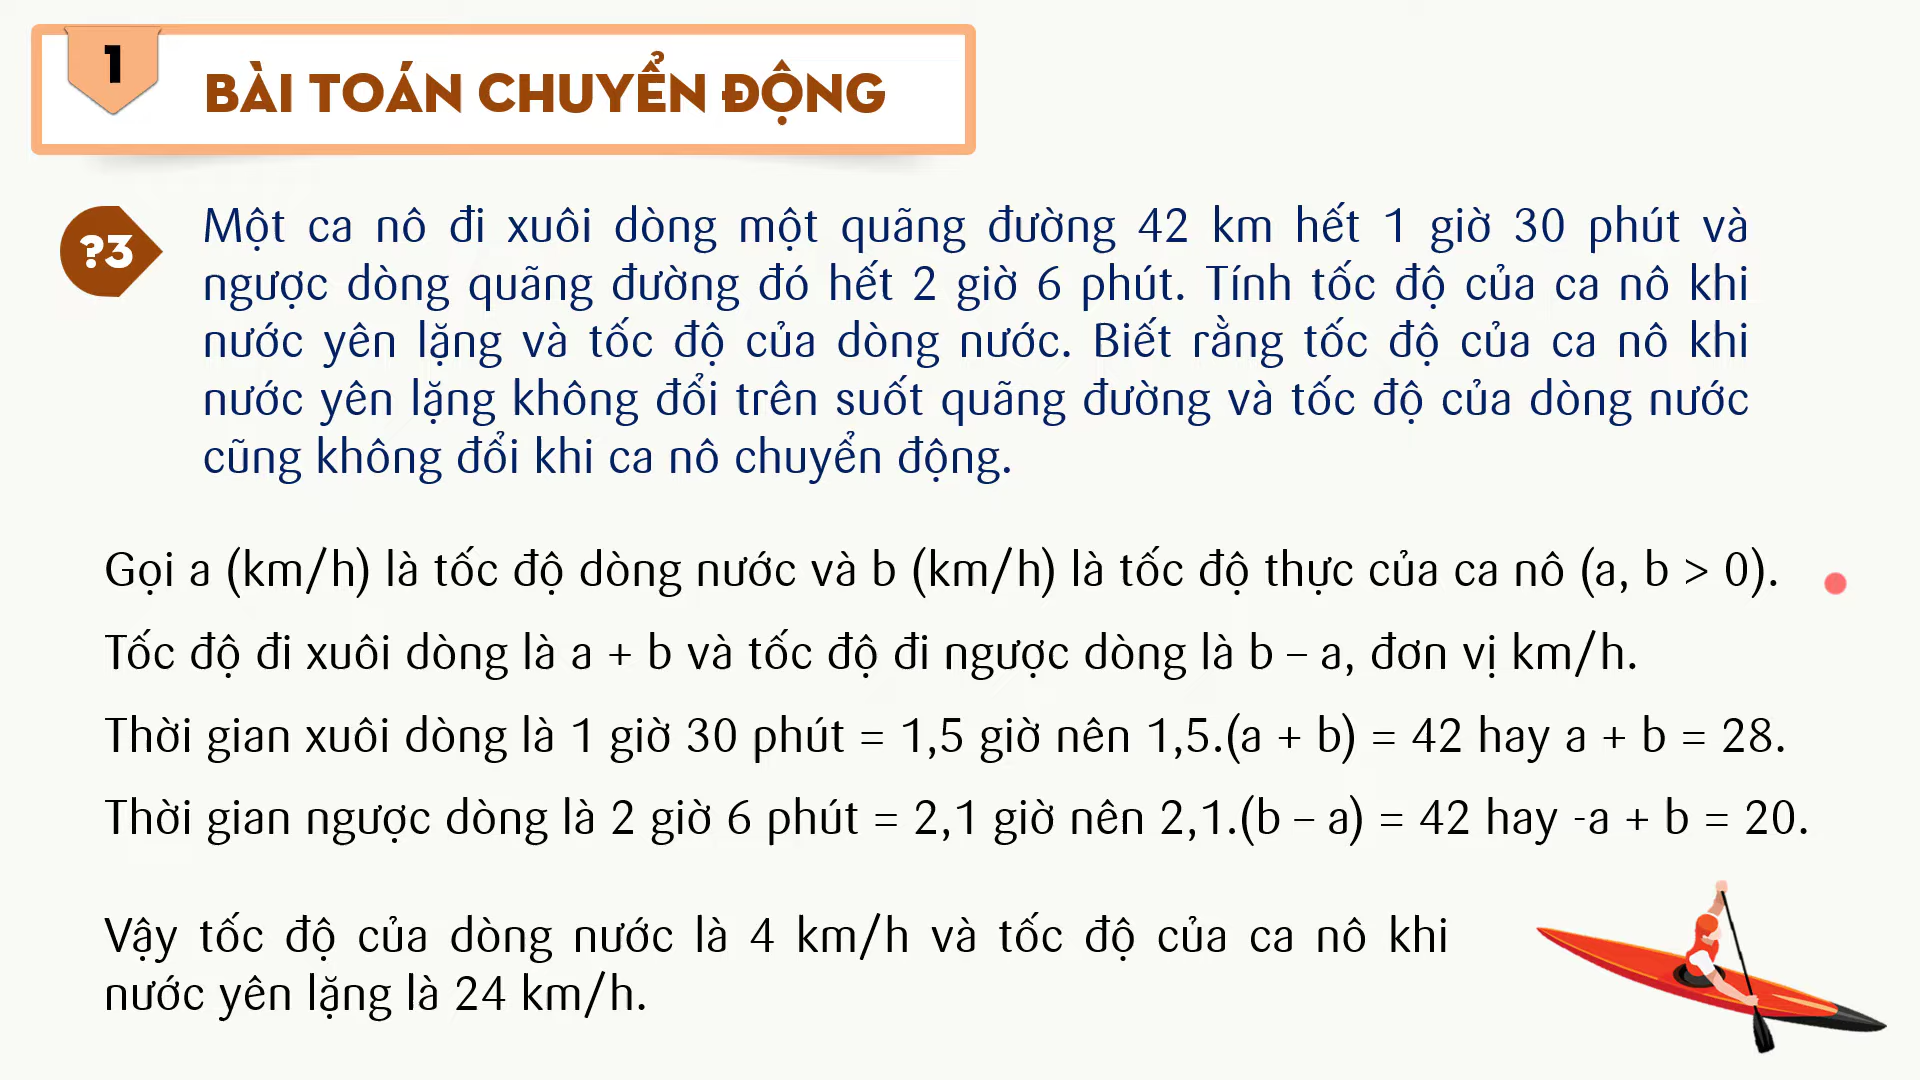 1
BÀI TOÁN CHUYỂN ĐỘNG
?3
Một ca nô đi xuôi dòng một quãng đường 42 km hết 1 giờ 30 phút và
ngược dòng quãng đường đó hết 2 giờ 6 phút. Tính tốc độ của ca nô khi
nước yên lặng và tốc độ của dòng nước. Biết rằng tốc độ của ca nô khi
nước yên lặng không đổi trên suốt quãng đường và tốc độ của dòng nước
cũng không đổi khi ca nô chuyển động.
Gọi a (km/h) là tốc độ dòng nước và b (km/h) là tốc độ thực của ca nô (a, b > 0).
Tốc độ đi xuôi dòng là a + b và tốc độ đi ngược dòng là b – a, đơn vị km/h.
Thời gian xuôi dòng là 1 giờ 30 phút = 1,5 giờ nên 1,5.(a + b) = 42 hay a + b = 28.
Thời gian ngược dòng là 2 giờ 6 phút = 2,1 giờ nên 2,1.(b – a) = 42 hay -a + b = 20.
Vậy tốc độ của dòng nước là 4 km/h và tốc độ của ca nô khi
nước yên lặng là 24 km/h.